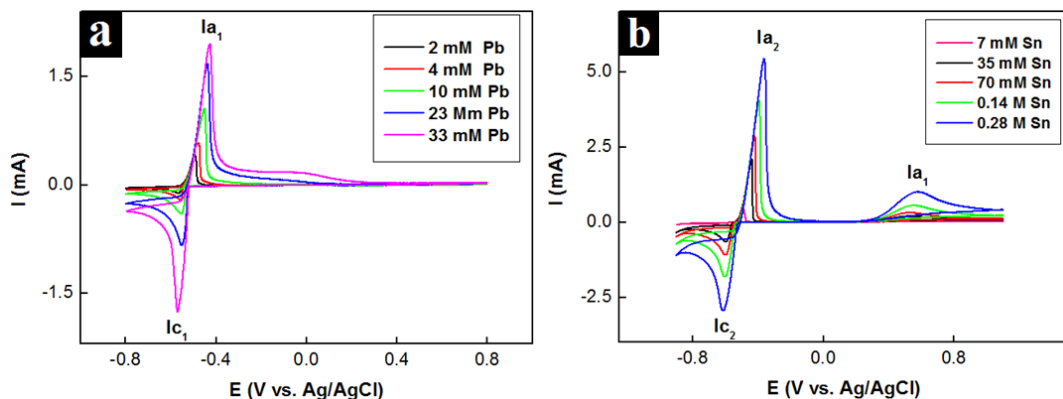 a
Ia₁
2 mM Pb
4 mM Pb
10 mM Pb
23 Mm Pb
33 mM Pb
1.5
0.0
-1.5
I (mA)
Ic₁
-0.8 -0.4 0.0 0.4 0.8
E (V vs. Ag/AgCl)
b
Ia₂
7 mM Sn
35 mM Sn
70 mM Sn
0.14 M Sn
0.28 M Sn
5.0
2.5
0.0
-2.5
I (mA)
Ia₁
Ic₂
-0.8 0.0 0.8
E (V vs. Ag/AgCl)